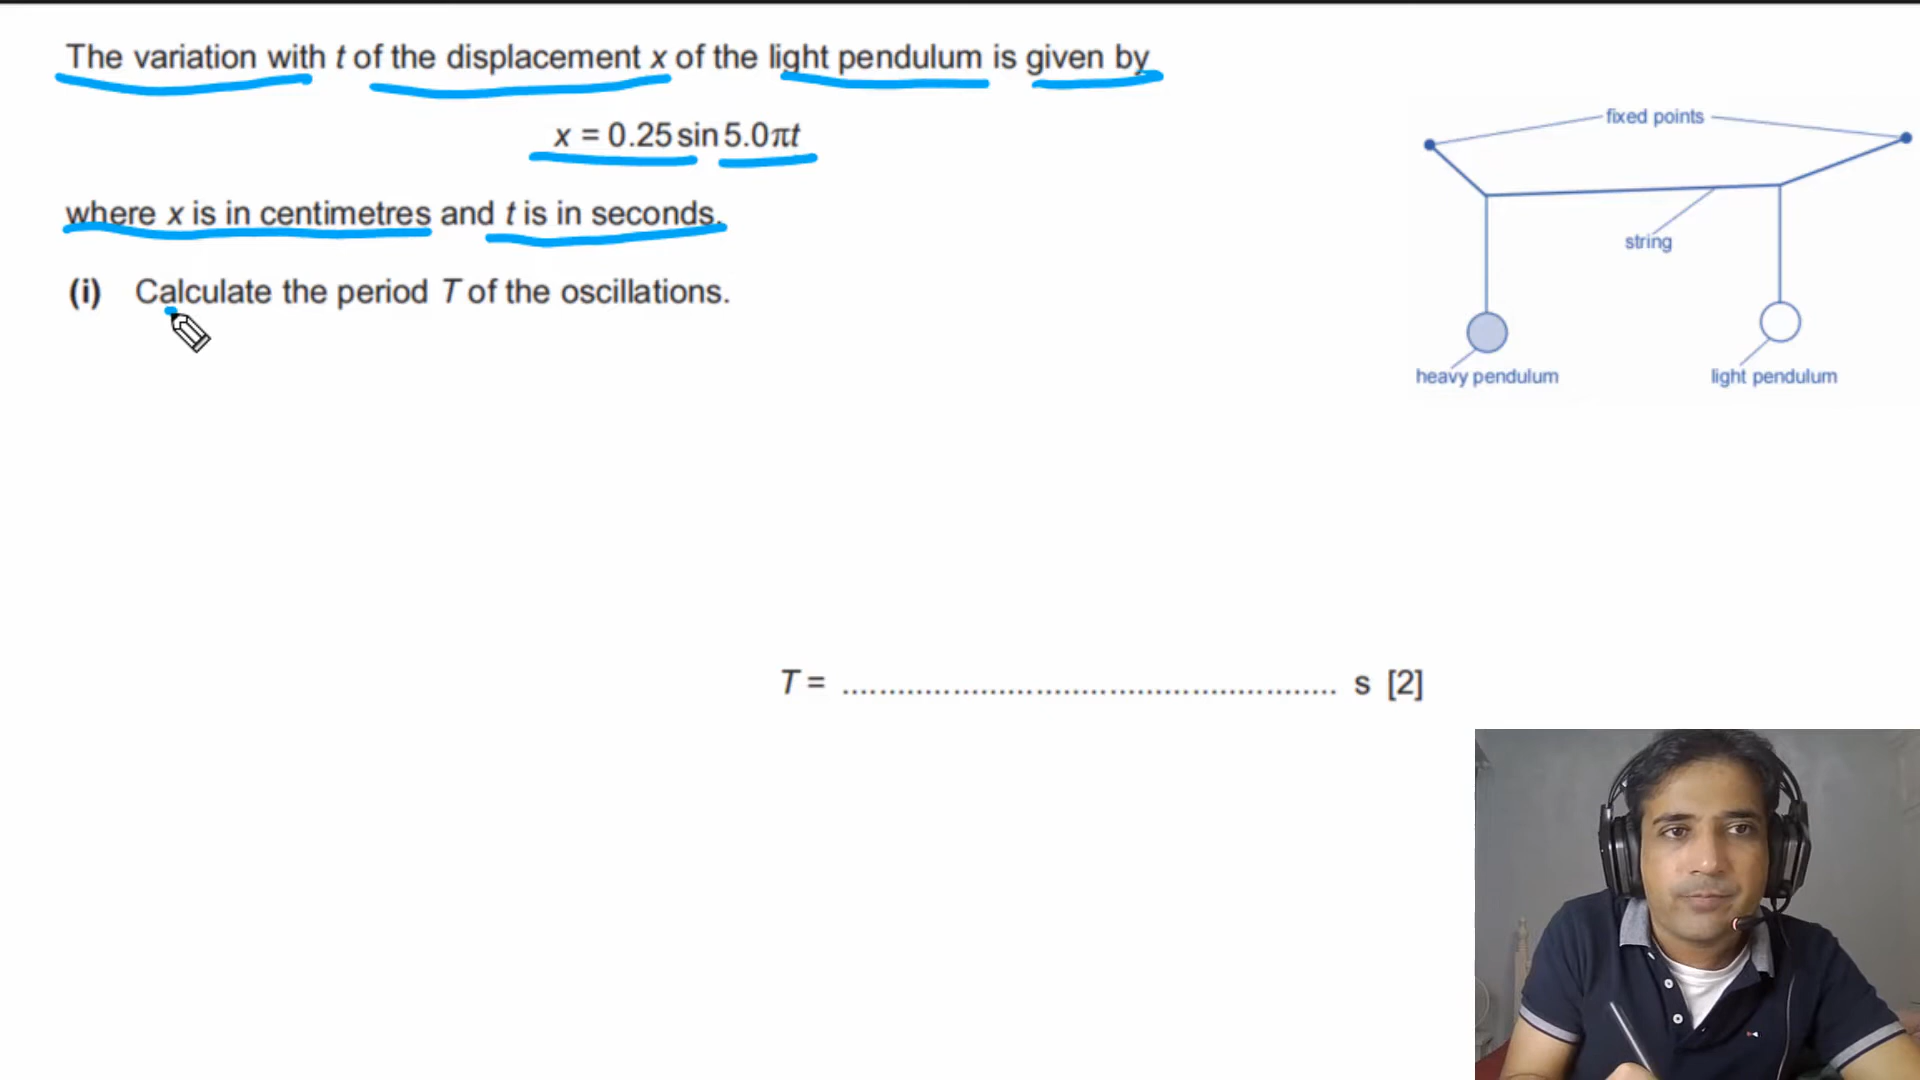 The variation with t of the displacement x of the light pendulum is given by
x = 0.25 sin 5.0πt
where x is in centimetres and t is in seconds.
(i) Calculate the period T of the oscillations.
fixed points
string
heavy pendulum
light pendulum
T = ...................................................... s [2]